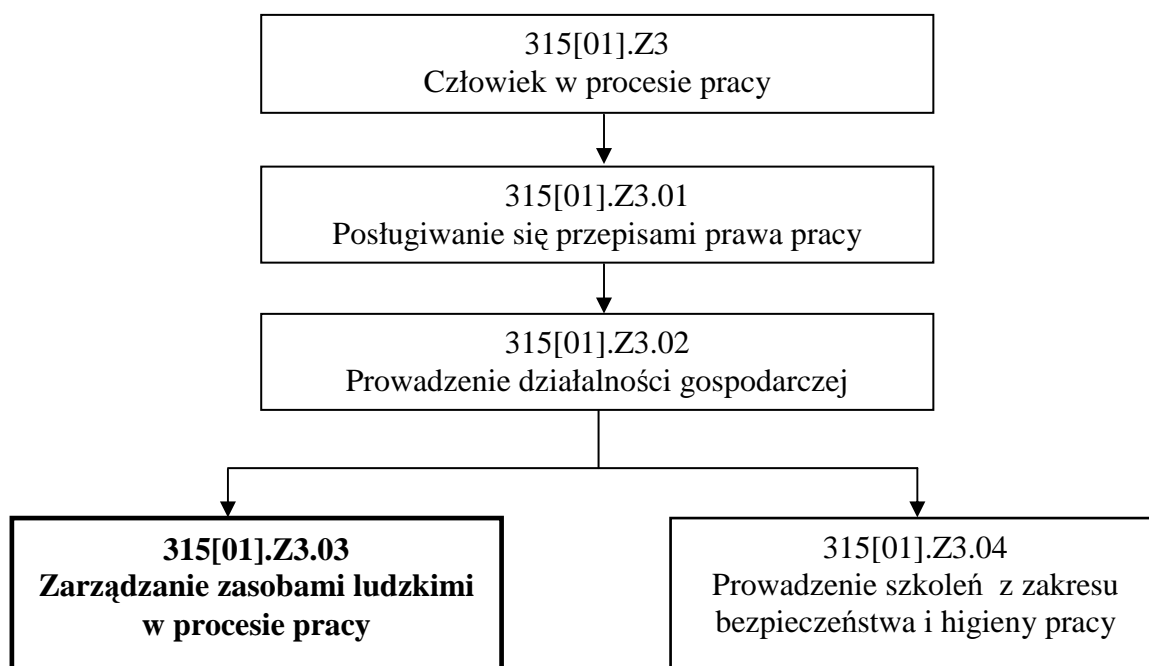 315[01].Z3
Człowiek w procesie pracy
315[01].Z3.01
Posługiwanie się przepisami prawa pracy
315[01].Z3.02
Prowadzenie działalności gospodarczej
315[01].Z3.03
Zarządzanie zasobami ludzkimi
w procesie pracy
315[01].Z3.04
Prowadzenie szkoleń z zakresu
bezpieczeństwa i higieny pracy